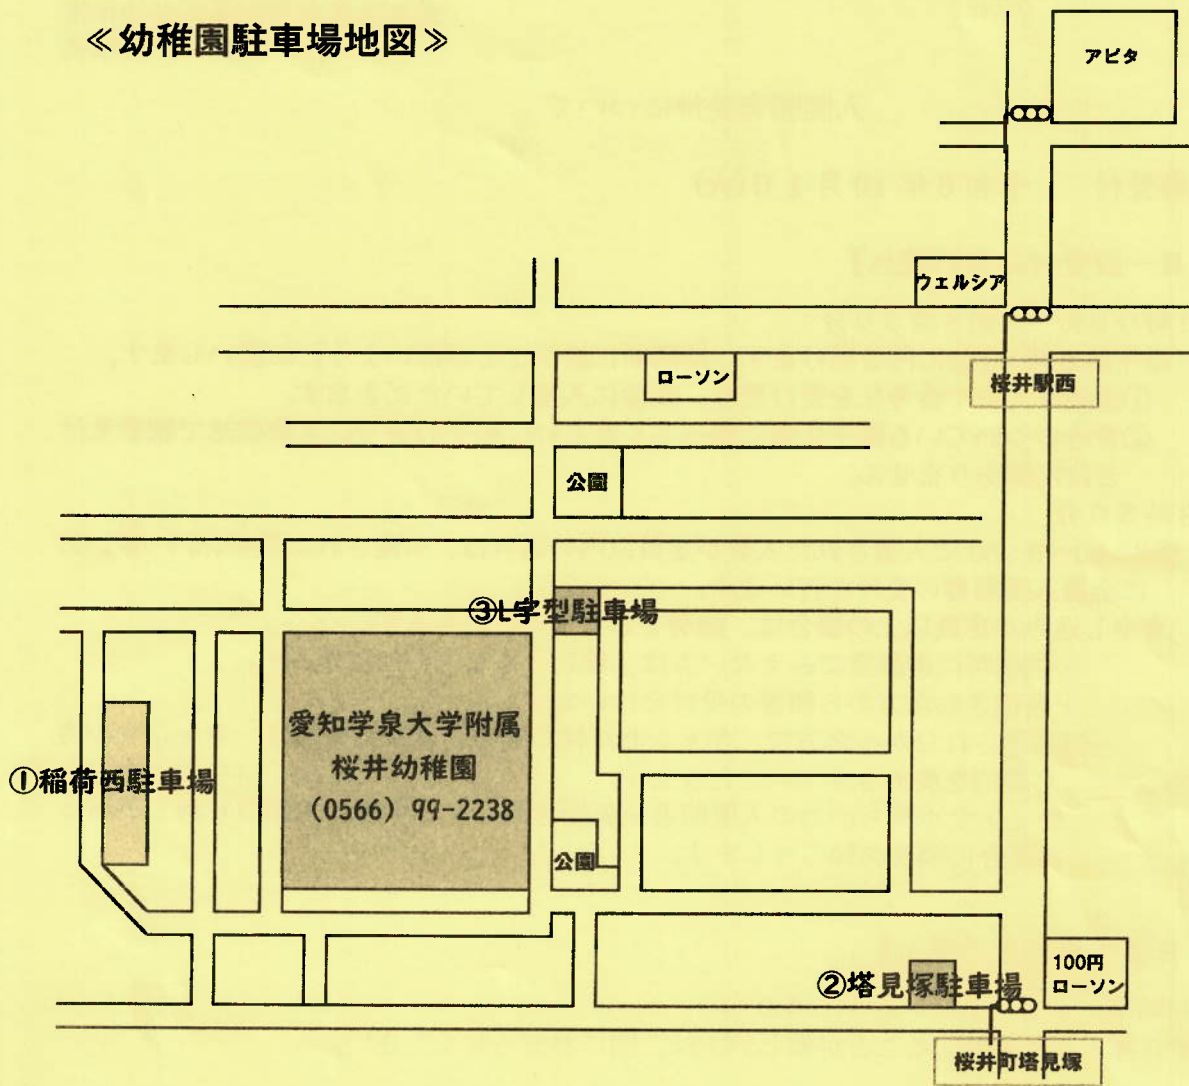 ≪幼稚園駐車場地図≫
アピタ
ウェルシア
ローソン
桜井駅西
公園
③L字型駐車場
愛知学泉大学附属
桜井幼稚園
(0566) 99-2238
①稲荷西駐車場
公園
②塔見塚駐車場
100円
ローソン
桜井町塔見塚